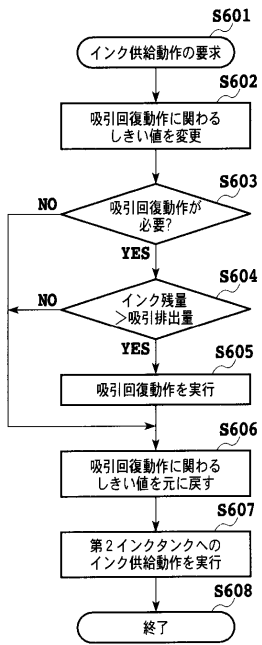 S601
インク供給動作の要求
S602
吸引回復動作に関わる
しきい値を変更
S603
吸引回復動作が
必要?
NO
YES
S604
インク残量
>吸引排出量
NO
YES
S605
吸引回復動作を実行
S606
吸引回復動作に関わる
しきい値を元に戻す
S607
第2インクタンクへの
インク供給動作を実行
S608
終了